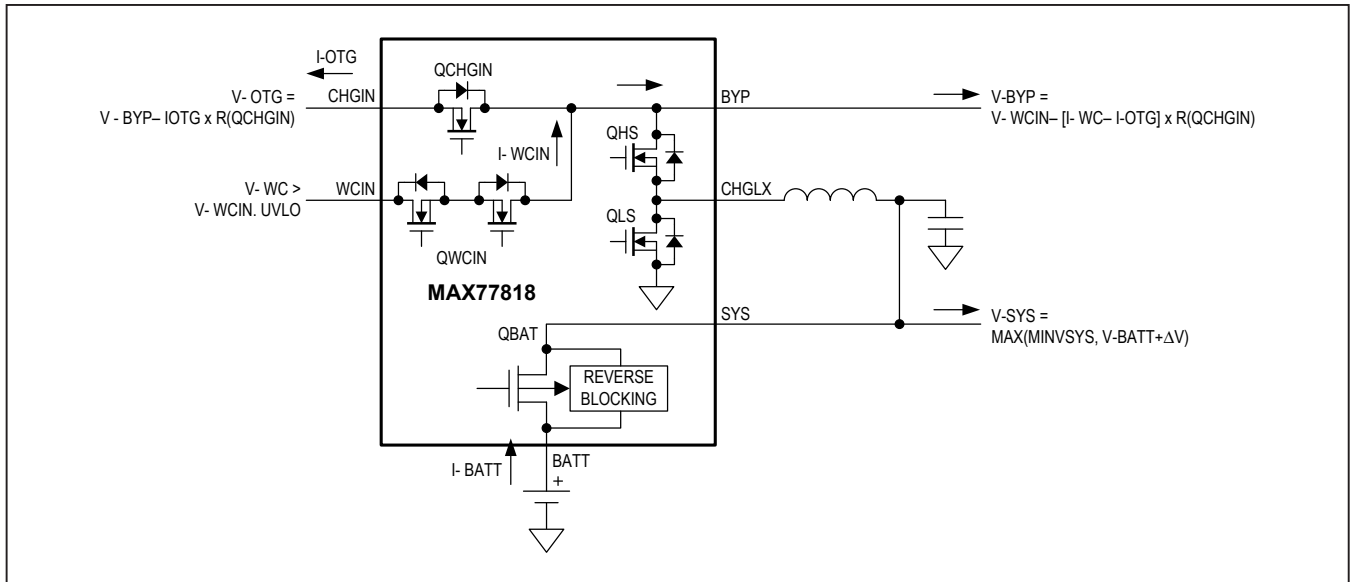 I-OTG
QCHGIN
V- OTG =
V - BYP– IOTG x R(QCHGIN)
CHGIN
BYP
V-BYP =
V- WCIN– [I- WC– I-OTG] x R(QCHGIN)
QHS
I- WCIN
V- WC >
V- WCIN. UVLO
WCIN
CHGLX
QLS
QWCIN
MAX77818
SYS
V-SYS =
MAX(MINVSYS, V-BATT+ΔV)
QBAT
REVERSE
BLOCKING
I- BATT
BATT
+